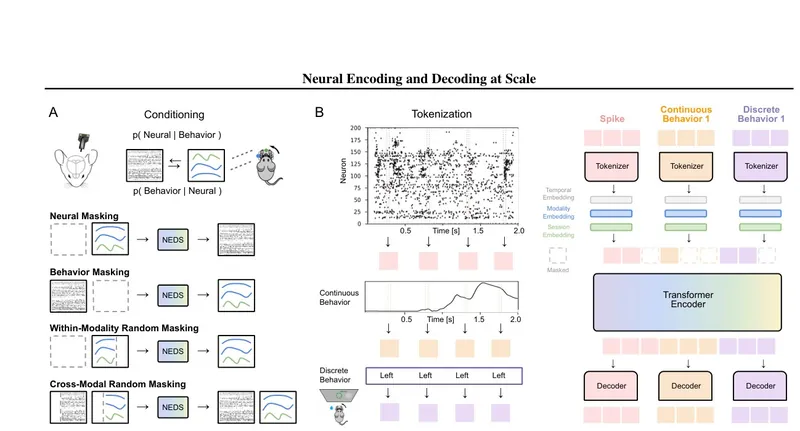 Neural Encoding and Decoding at Scale
A
Conditioning
p( Neural | Behavior )
p( Behavior | Neural )
Neural Masking
NEDS
Behavior Masking
NEDS
Within-Modality Random Masking
NEDS
Cross-Modal Random Masking
NEDS
B
Tokenization
Neuron
200
175
150
125
100
75
50
25
0
0.5 Time [s] 1.5 2.0
Continuous
Behavior
0.5 Time [s] 1.5 2.0
Discrete
Behavior
Left Left Left Left
Spike
Continuous
Behavior 1
Discrete
Behavior 1
Tokenizer Tokenizer Tokenizer
Temporal
Embedding
Modality
Embedding
Session
Embedding
Masked
Transformer
Encoder
Decoder Decoder Decoder